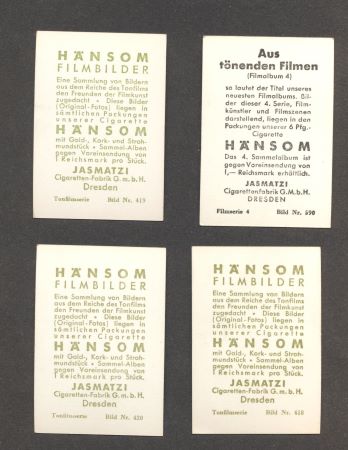 HÄNSOM
FILMBILDER
Eine Sammlung von Bildern
aus dem Reiche des Tonfilms
den Freunden der Filmkunst
zugedacht • Diese Bilder
(Original-Fotos) liegen in
sämtlichen Packungen
unserer Cigarette
HÄNSOM
mit Gold-, Kork- und Stroh-
mundstück • Sammel-Alben
gegen Voreinsendung von
1 Reichsmark pro Stück.
JASMATZI
Cigaretten-Fabrik G.m.b.H.
Dresden
Tonfilmserie Bild Nr. 413
Aus
tönenden Filmen
(Filmalbum 4)
so lautet der Titel unseres
neuesten Filmalbums. Bil-
der dieser 4. Serie, Film-
künstler und Filmszenen
darstellend, liegen in den
Packungen unserer 6 Pfg.-
Cigarette
HÄNSOM
Das 4. Sammelalbum ist
gegen Voreinsendung von
1,— Reichsmark erhältlich.
JASMATZI
Cigaretten-Fabrik G.M.b.H.
DRESDEN
Filmserie 4 Bild Nr. 590
HÄNSOM
FILMBILDER
Eine Sammlung von Bildern
aus dem Reiche des Tonfilms
den Freunden der Filmkunst
zugedacht • Diese Bilder
(Original-Fotos) liegen in
sämtlichen Packungen
unserer Cigarette
HÄNSOM
mit Gold-, Kork- und Stroh-
mundstück • Sammel-Alben
gegen Voreinsendung von
1 Reichsmark pro Stück.
JASMATZI
Cigaretten-Fabrik G.m.b.H.
Dresden
Tonfilmserie Bild Nr. 420
HÄNSOM
FILMBILDER
Eine Sammlung von Bildern
aus dem Reiche des Tonfilms
den Freunden der Filmkunst
zugedacht • Diese Bilder
(Original-Fotos) liegen in
sämtlichen Packungen
unserer Cigarette
HÄNSOM
mit Gold-, Kork- und Stroh-
mundstück • Sammel-Alben
gegen Voreinsendung von
1 Reichsmark pro Stück.
JASMATZI
Cigaretten-Fabrik G.m.b.H.
Dresden
Tonfilmserie Bild Nr. 418